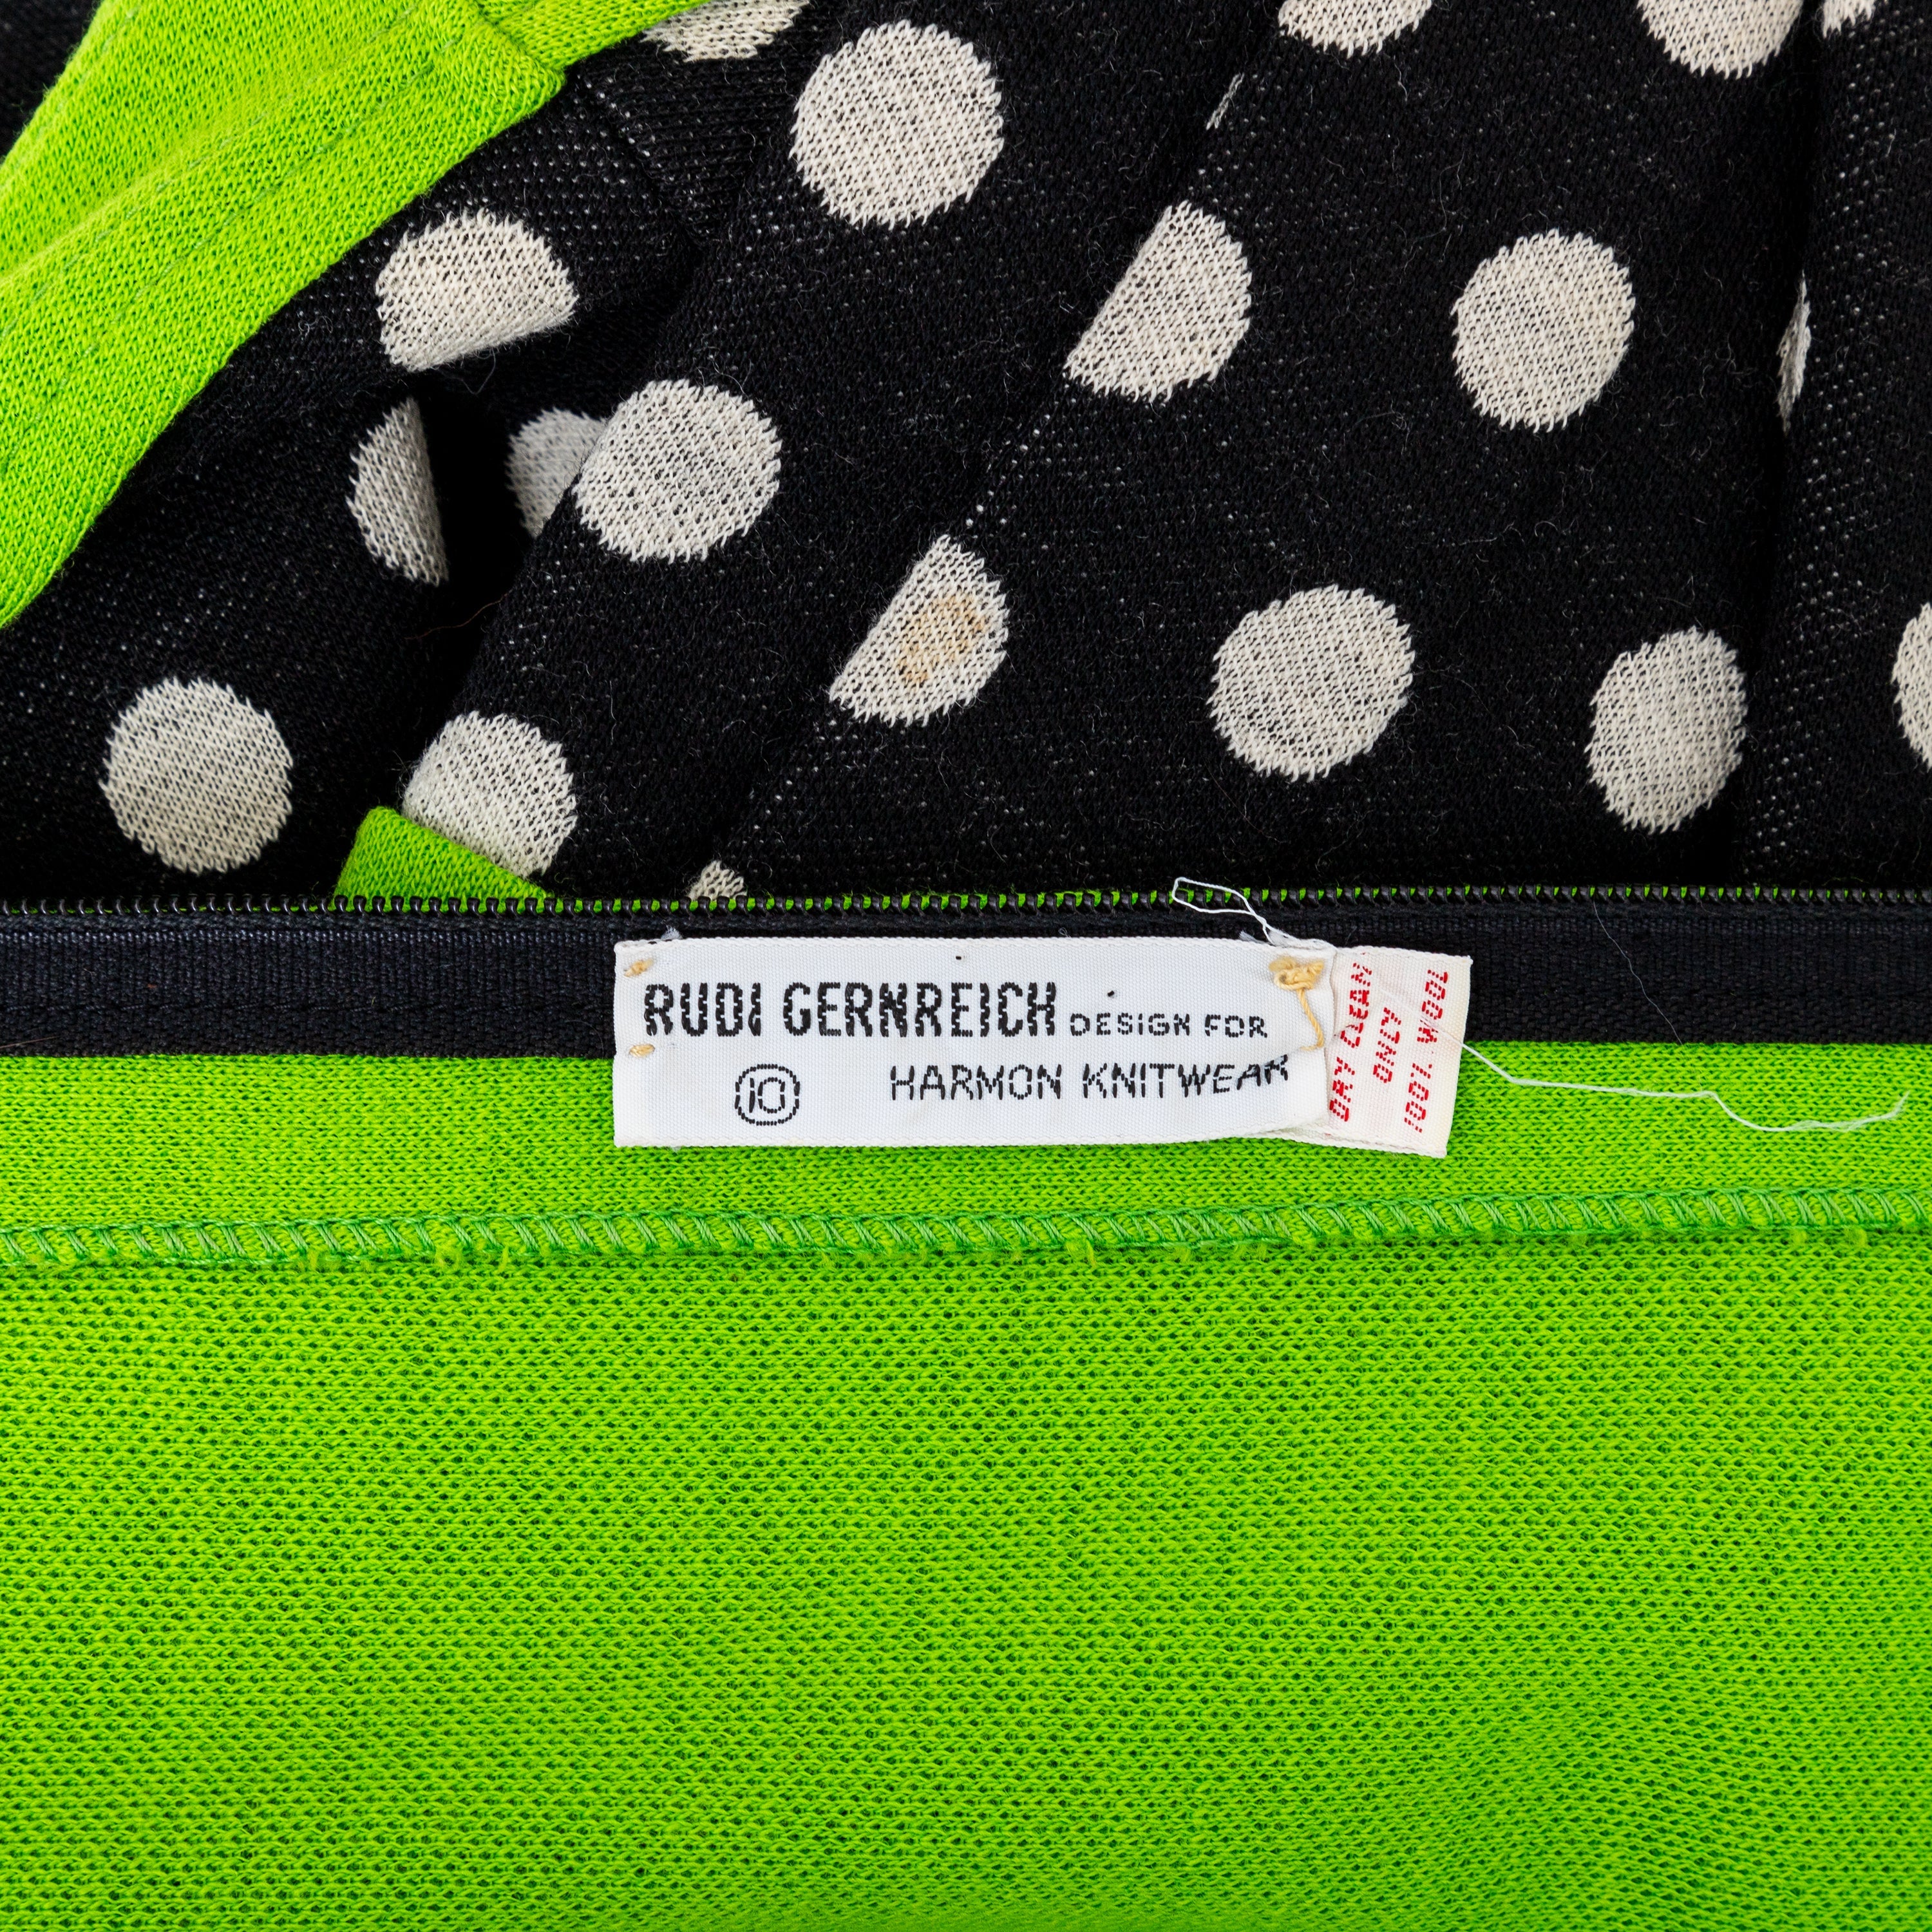 RUDI GERNREICH DESIGN FOR
10 HARMON KNITWEAR
DRY CLEAN
ONLY
100% WOOL